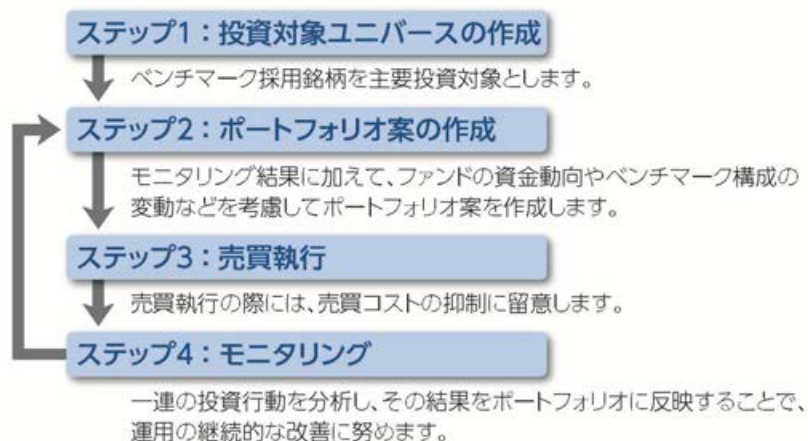 ステップ1：投資対象ユニバースの作成
ベンチマーク採用銘柄を主要投資対象とします。
ステップ2：ポートフォリオ案の作成
モニタリング結果に加えて、ファンドの資金動向やベンチマーク構成の
変動などを考慮してポートフォリオ案を作成します。
ステップ3：売買執行
売買執行の際には、売買コストの抑制に留意します。
ステップ4：モニタリング
一連の投資行動を分析し、その結果をポートフォリオに反映することで、
運用の継続的な改善に努めます。